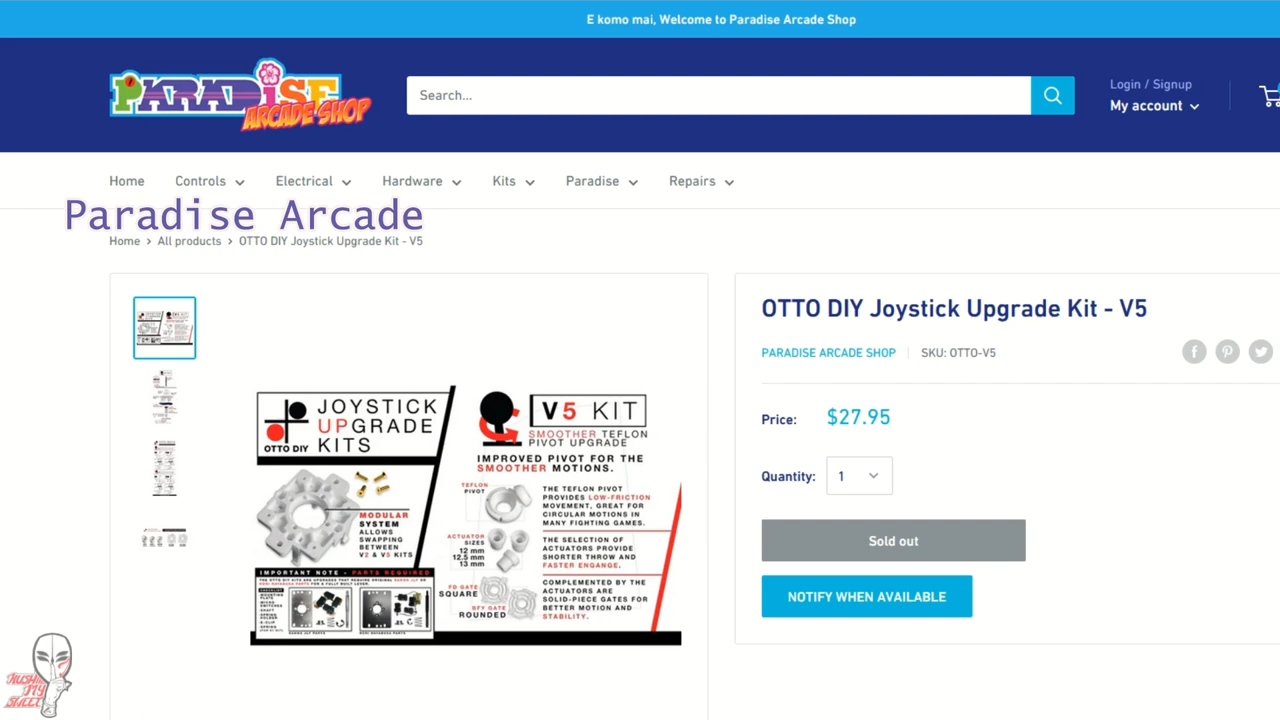 E komo mai, Welcome to Paradise Arcade Shop
PARADISE
ARCADE SHOP
Search...
Login / Signup
My account
Home Controls Electrical Hardware Kits Paradise Repairs
Paradise Arcade
Home > All products > OTTO DIY Joystick Upgrade Kit - V5
OTTO DIY Joystick Upgrade Kit - V5
PARADISE ARCADE SHOP SKU: OTTO-V5
Price: $27.95
Quantity: 1
Sold out
NOTIFY WHEN AVAILABLE
OTTO DIY
JOYSTICK
UPGRADE
KITS
V5 KIT
SMOOTHER TEFLON
PIVOT UPGRADE
IMPROVED PIVOT FOR THE
SMOOTHER MOTIONS.
TEFLON
PIVOT
THE TEFLON PIVOT
PROVIDES LOW-FRICTION
MOVEMENT, GREAT FOR
CIRCULAR MOTIONS IN
MANY FIGHTING GAMES.
MODULAR
SYSTEM
ALLOWS
SWAPPING
BETWEEN
V2 & V5 KITS
ACTUATOR
SIZES
12 mm
12.5 mm
13 mm
THE SELECTION OF
ACTUATORS PROVIDE
SHORTER THROW AND
FASTER ENGANGE.
SQUARE
ROUNDED
COMPLEMENTED BY THE
ACTUATORS ARE
SOLID-PIECE GATES FOR
BETTER MOTION AND
STABILITY.
IMPORTANT NOTE - PARTS REQUIRED
HUSH
MY
SWEET